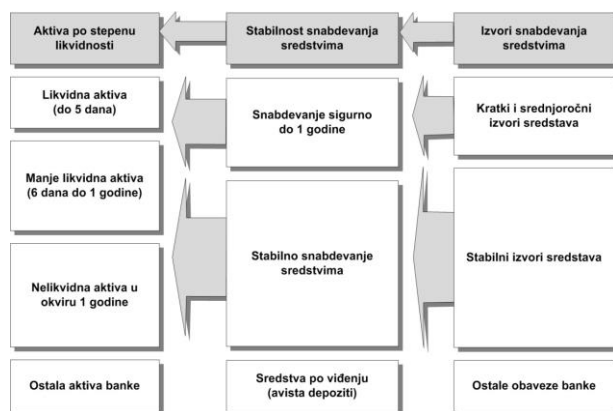 Aktiva po stepenu
likvidnosti
Stabilnost snabdevanja
sredstvima
Izvori snabdevanja
sredstvima
Likvidna aktiva
(do 5 dana)
Snabdevanje sigurno
do 1 godine
Kratki i srednjoročni
izvori sredstava
Manje likvidna aktiva
(6 dana do 1 godine)
Stabilno snabdevanje
sredstvima
Stabilni izvori sredstava
Nelikvidna aktiva u
okviru 1 godine
Ostala aktiva banke
Sredstva po viđenju
(avista depoziti)
Ostale obaveze banke